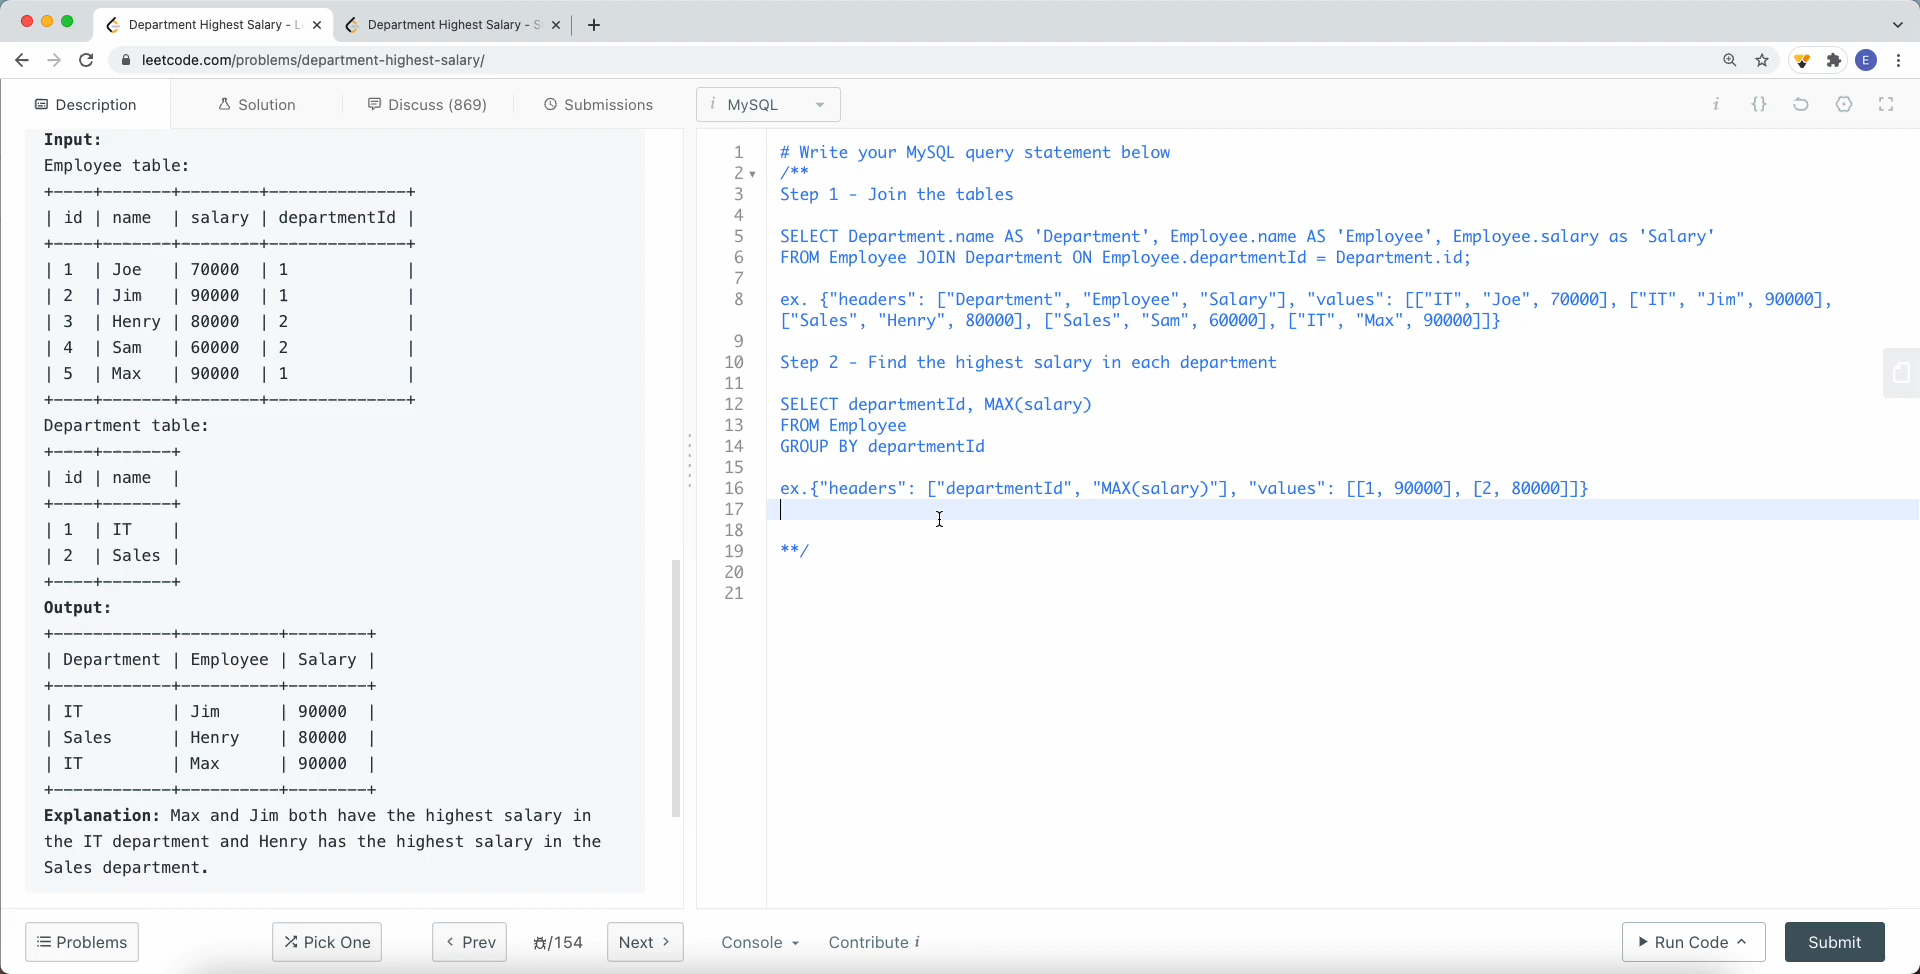 Department Highest Salary - L
Department Highest Salary - S
leetcode.com/problems/department-highest-salary/
E
Description
Solution
Discuss (869)
Submissions
i MySQL
i {}
Input:
Employee table:
+----+-------+--------+--------------+
| id | name  | salary | departmentId |
+----+-------+--------+--------------+
| 1  | Joe   | 70000  | 1            |
| 2  | Jim   | 90000  | 1            |
| 3  | Henry | 80000  | 2            |
| 4  | Sam   | 60000  | 2            |
| 5  | Max   | 90000  | 1            |
+----+-------+--------+--------------+
Department table:
+----+-------+
| id | name  |
+----+-------+
| 1  | IT    |
| 2  | Sales |
+----+-------+
Output:
+------------+----------+--------+
| Department | Employee | Salary |
+------------+----------+--------+
| IT         | Jim      | 90000  |
| Sales      | Henry    | 80000  |
| IT         | Max      | 90000  |
+------------+----------+--------+
Explanation: Max and Jim both have the highest salary in
the IT department and Henry has the highest salary in the
Sales department.
1 # Write your MySQL query statement below
2 /**
3 Step 1 - Join the tables
4
5 SELECT Department.name AS 'Department', Employee.name AS 'Employee', Employee.salary as 'Salary'
6 FROM Employee JOIN Department ON Employee.departmentId = Department.id;
7
8 ex. {"headers": ["Department", "Employee", "Salary"], "values": [["IT", "Joe", 70000], ["IT", "Jim", 90000],
["Sales", "Henry", 80000], ["Sales", "Sam", 60000], ["IT", "Max", 90000]]}
9
10 Step 2 - Find the highest salary in each department
11
12 SELECT departmentId, MAX(salary)
13 FROM Employee
14 GROUP BY departmentId
15
16 ex.{"headers": ["departmentId", "MAX(salary)"], "values": [[1, 90000], [2, 80000]]}
17
18
19 **/
20
21
Problems
Pick One
Prev
/154
Next
Console
Contribute i
Run Code
Submit